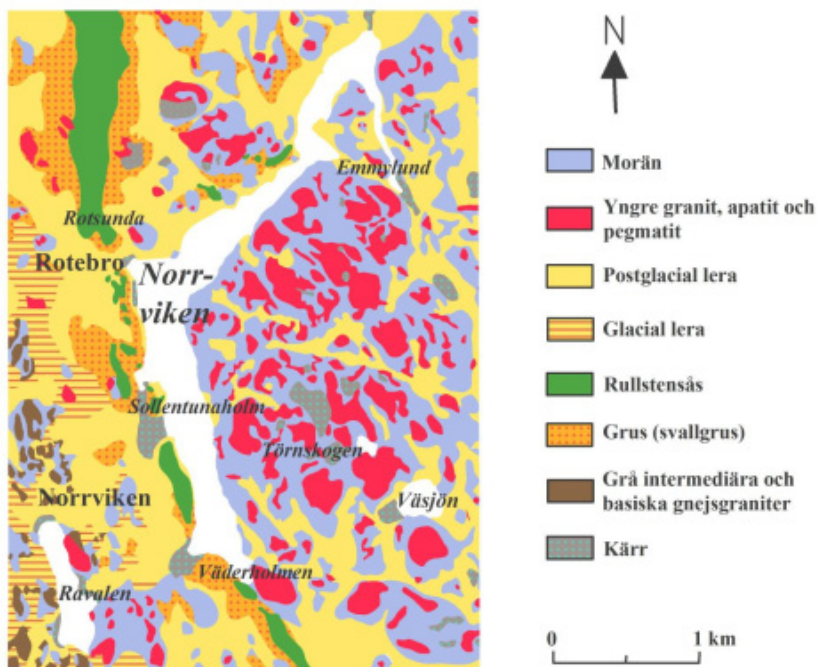 N
Emmylund
Rotsunda
Rotebro
Norr-
viken
Sollentunaholm
Törnskogen
Norrviken
Väsjön
Väderholmen
Ravalen
Morän
Yngre granit, apatit och
pegmatit
Postglacial lera
Glacial lera
Rullstensås
Grus (svallgrus)
Grå intermediära och
basiska gnejsgraniter
Kärr
0 1 km